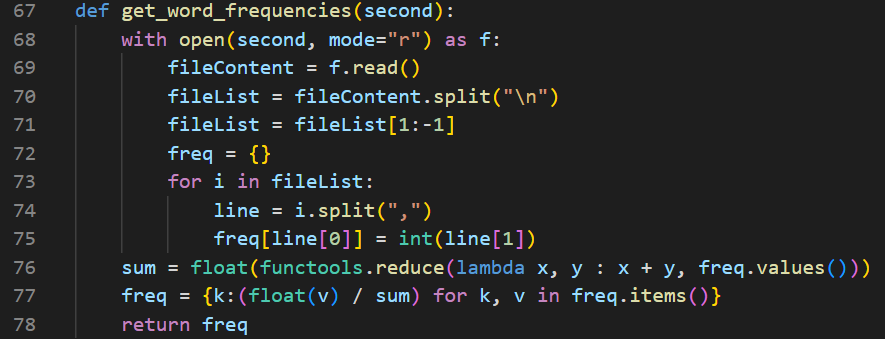 67 def get_word_frequencies(second):
68 with open(second, mode="r") as f:
69 fileContent = f.read()
70 fileList = fileContent.split("\n")
71 fileList = fileList[1:-1]
72 freq = {}
73 for i in fileList:
74 line = i.split(",")
75 freq[line[0]] = int(line[1])
76 sum = float(functools.reduce(lambda x, y : x + y, freq.values()))
77 freq = {k:(float(v) / sum) for k, v in freq.items()}
78 return freq